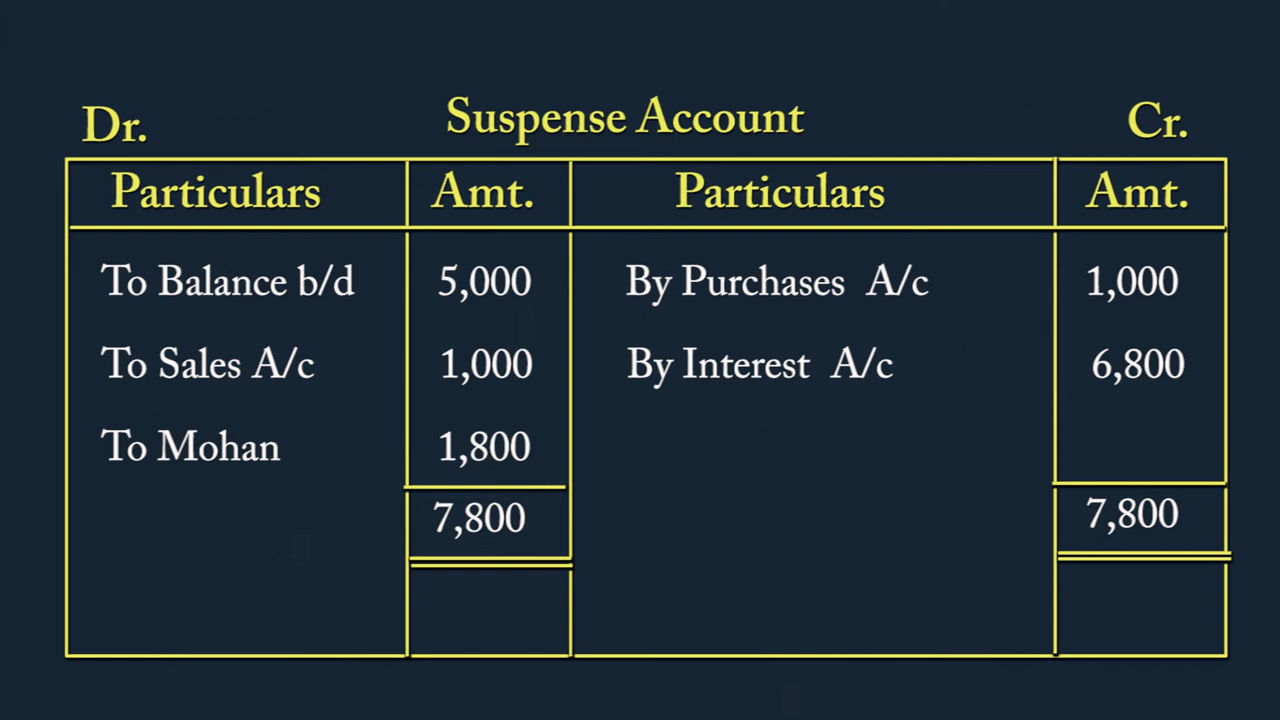 Dr. Suspense Account Cr.
Particulars Amt. Particulars Amt.
To Balance b/d 5,000 By Purchases A/c 1,000
To Sales A/c 1,000 By Interest A/c 6,800
To Mohan 1,800
7,800 7,800